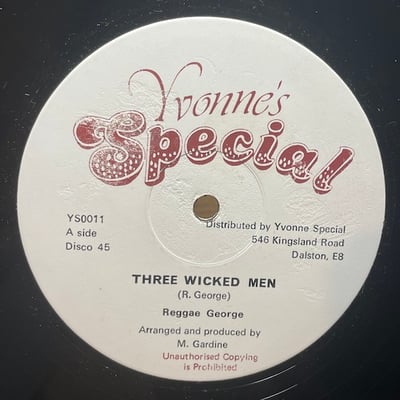 Yvonne's
Special
YS0011
A side
Disco 45
Distributed by Yvonne Special
546 Kingsland Road
Dalston, E8
THREE WICKED MEN
(R. George)
Reggae George
Arranged and produced by
M. Gardine
Unauthorised Copying
is Prohibited